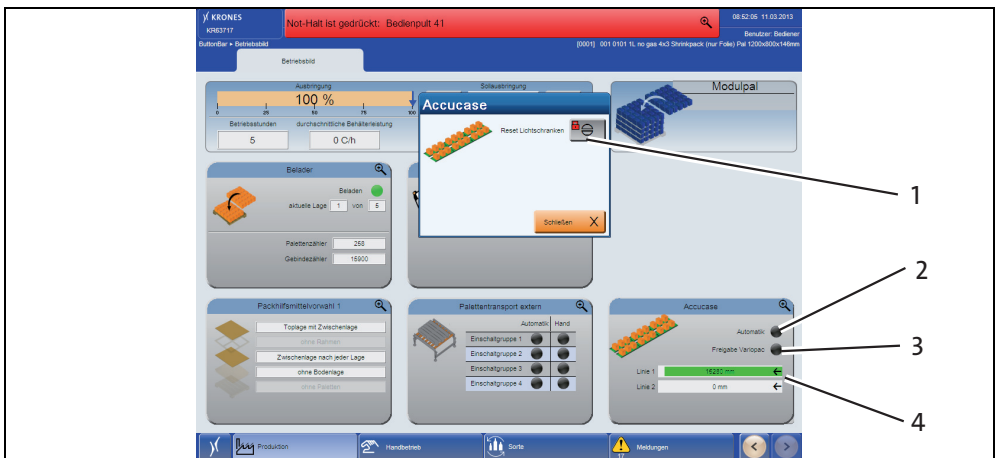 KRONES
KR63717
Not-Halt ist gedrückt: Bedienpult 41
08:52:05 11.03.2013
Benutzer: Bediener
ButtonBar ▸ Betriebsbild
[0001] 001 0101 1L no gas 4x3 Shrinkpack (nur Folie) Pal 1200x800x146mm
Betriebsbild
Ausbringung
100 %
0 25 50 75 100
Betriebsstunden
durchschnittliche Behälterleistung
5
0 C/h
Sollausbringung
Modulpal
Accucase
Reset Lichtschranken
Schließen X
1
Belader
Beladen
aktuelle Lage 1 von 5
Palettenzähler 258
Gebindezähler 15900
Packhilfsmittelvorwahl 1
Toplage mit Zwischenlage
ohne Rahmen
Zwischenlage nach jeder Lage
ohne Bodenlage
ohne Paletten
Palettentransport extern
Automatik Hand
Einschaltgruppe 1
Einschaltgruppe 2
Einschaltgruppe 3
Einschaltgruppe 4
Accucase
Automatik
Freigabe Variopac
Linie 1 16230 mm
Linie 2 0 mm
2
3
4
Produktion
Handbetrieb
Sorte
17
Meldungen